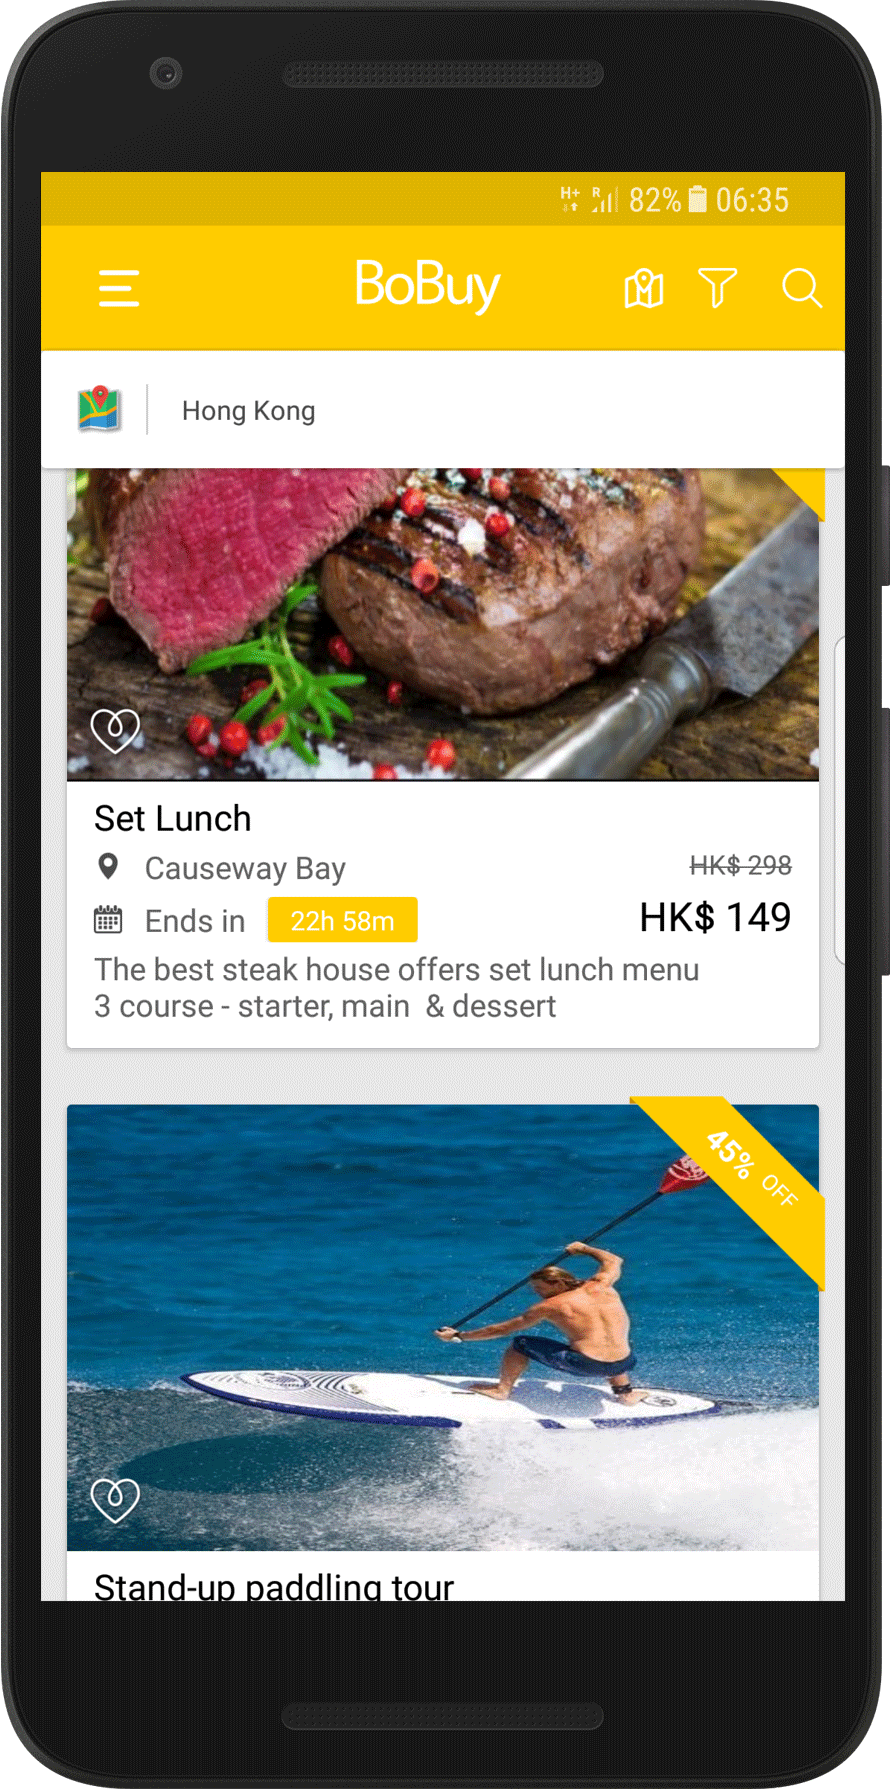 H+ R 82% 06:35
BoBuy
Hong Kong
Set Lunch
Causeway Bay
HK$ 298
Ends in 22h 58m
HK$ 149
The best steak house offers set lunch menu
3 course - starter, main & dessert
45% OFF
Stand-up paddling tour